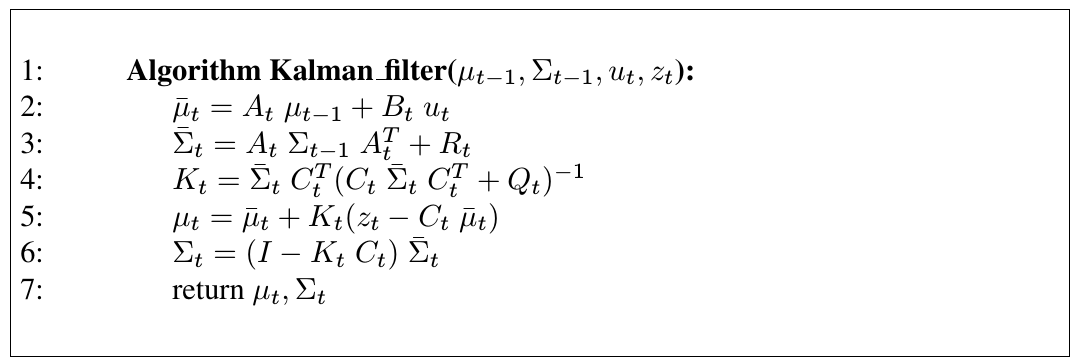 1: Algorithm Kalman_filter(μ_{t−1}, Σ_{t−1}, u_t, z_t):
2: μ̄_t = A_t μ_{t−1} + B_t u_t
3: Σ̄_t = A_t Σ_{t−1} A_t^T + R_t
4: K_t = Σ̄_t C_t^T (C_t Σ̄_t C_t^T + Q_t)^{−1}
5: μ_t = μ̄_t + K_t(z_t − C_t μ̄_t)
6: Σ_t = (I − K_t C_t) Σ̄_t
7: return μ_t, Σ_t